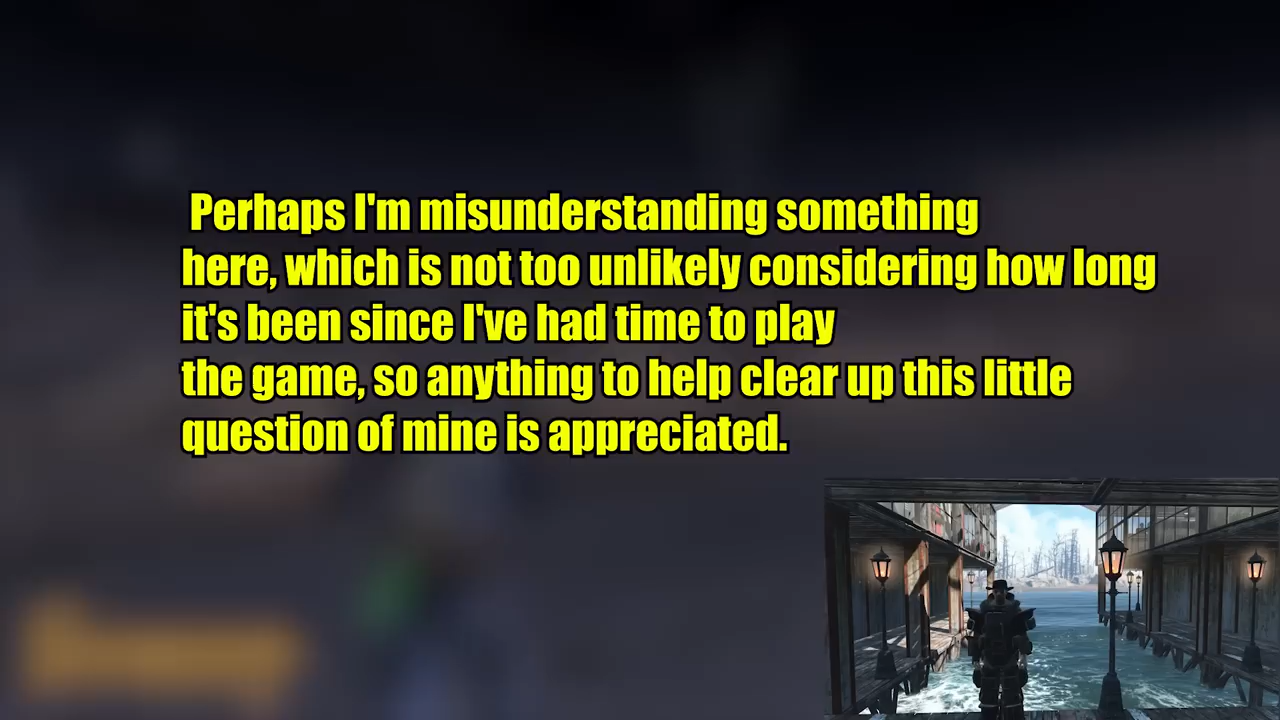 Perhaps I'm misunderstanding something
here, which is not too unlikely considering how long
it's been since I've had time to play
the game, so anything to help clear up this little
question of mine is appreciated.